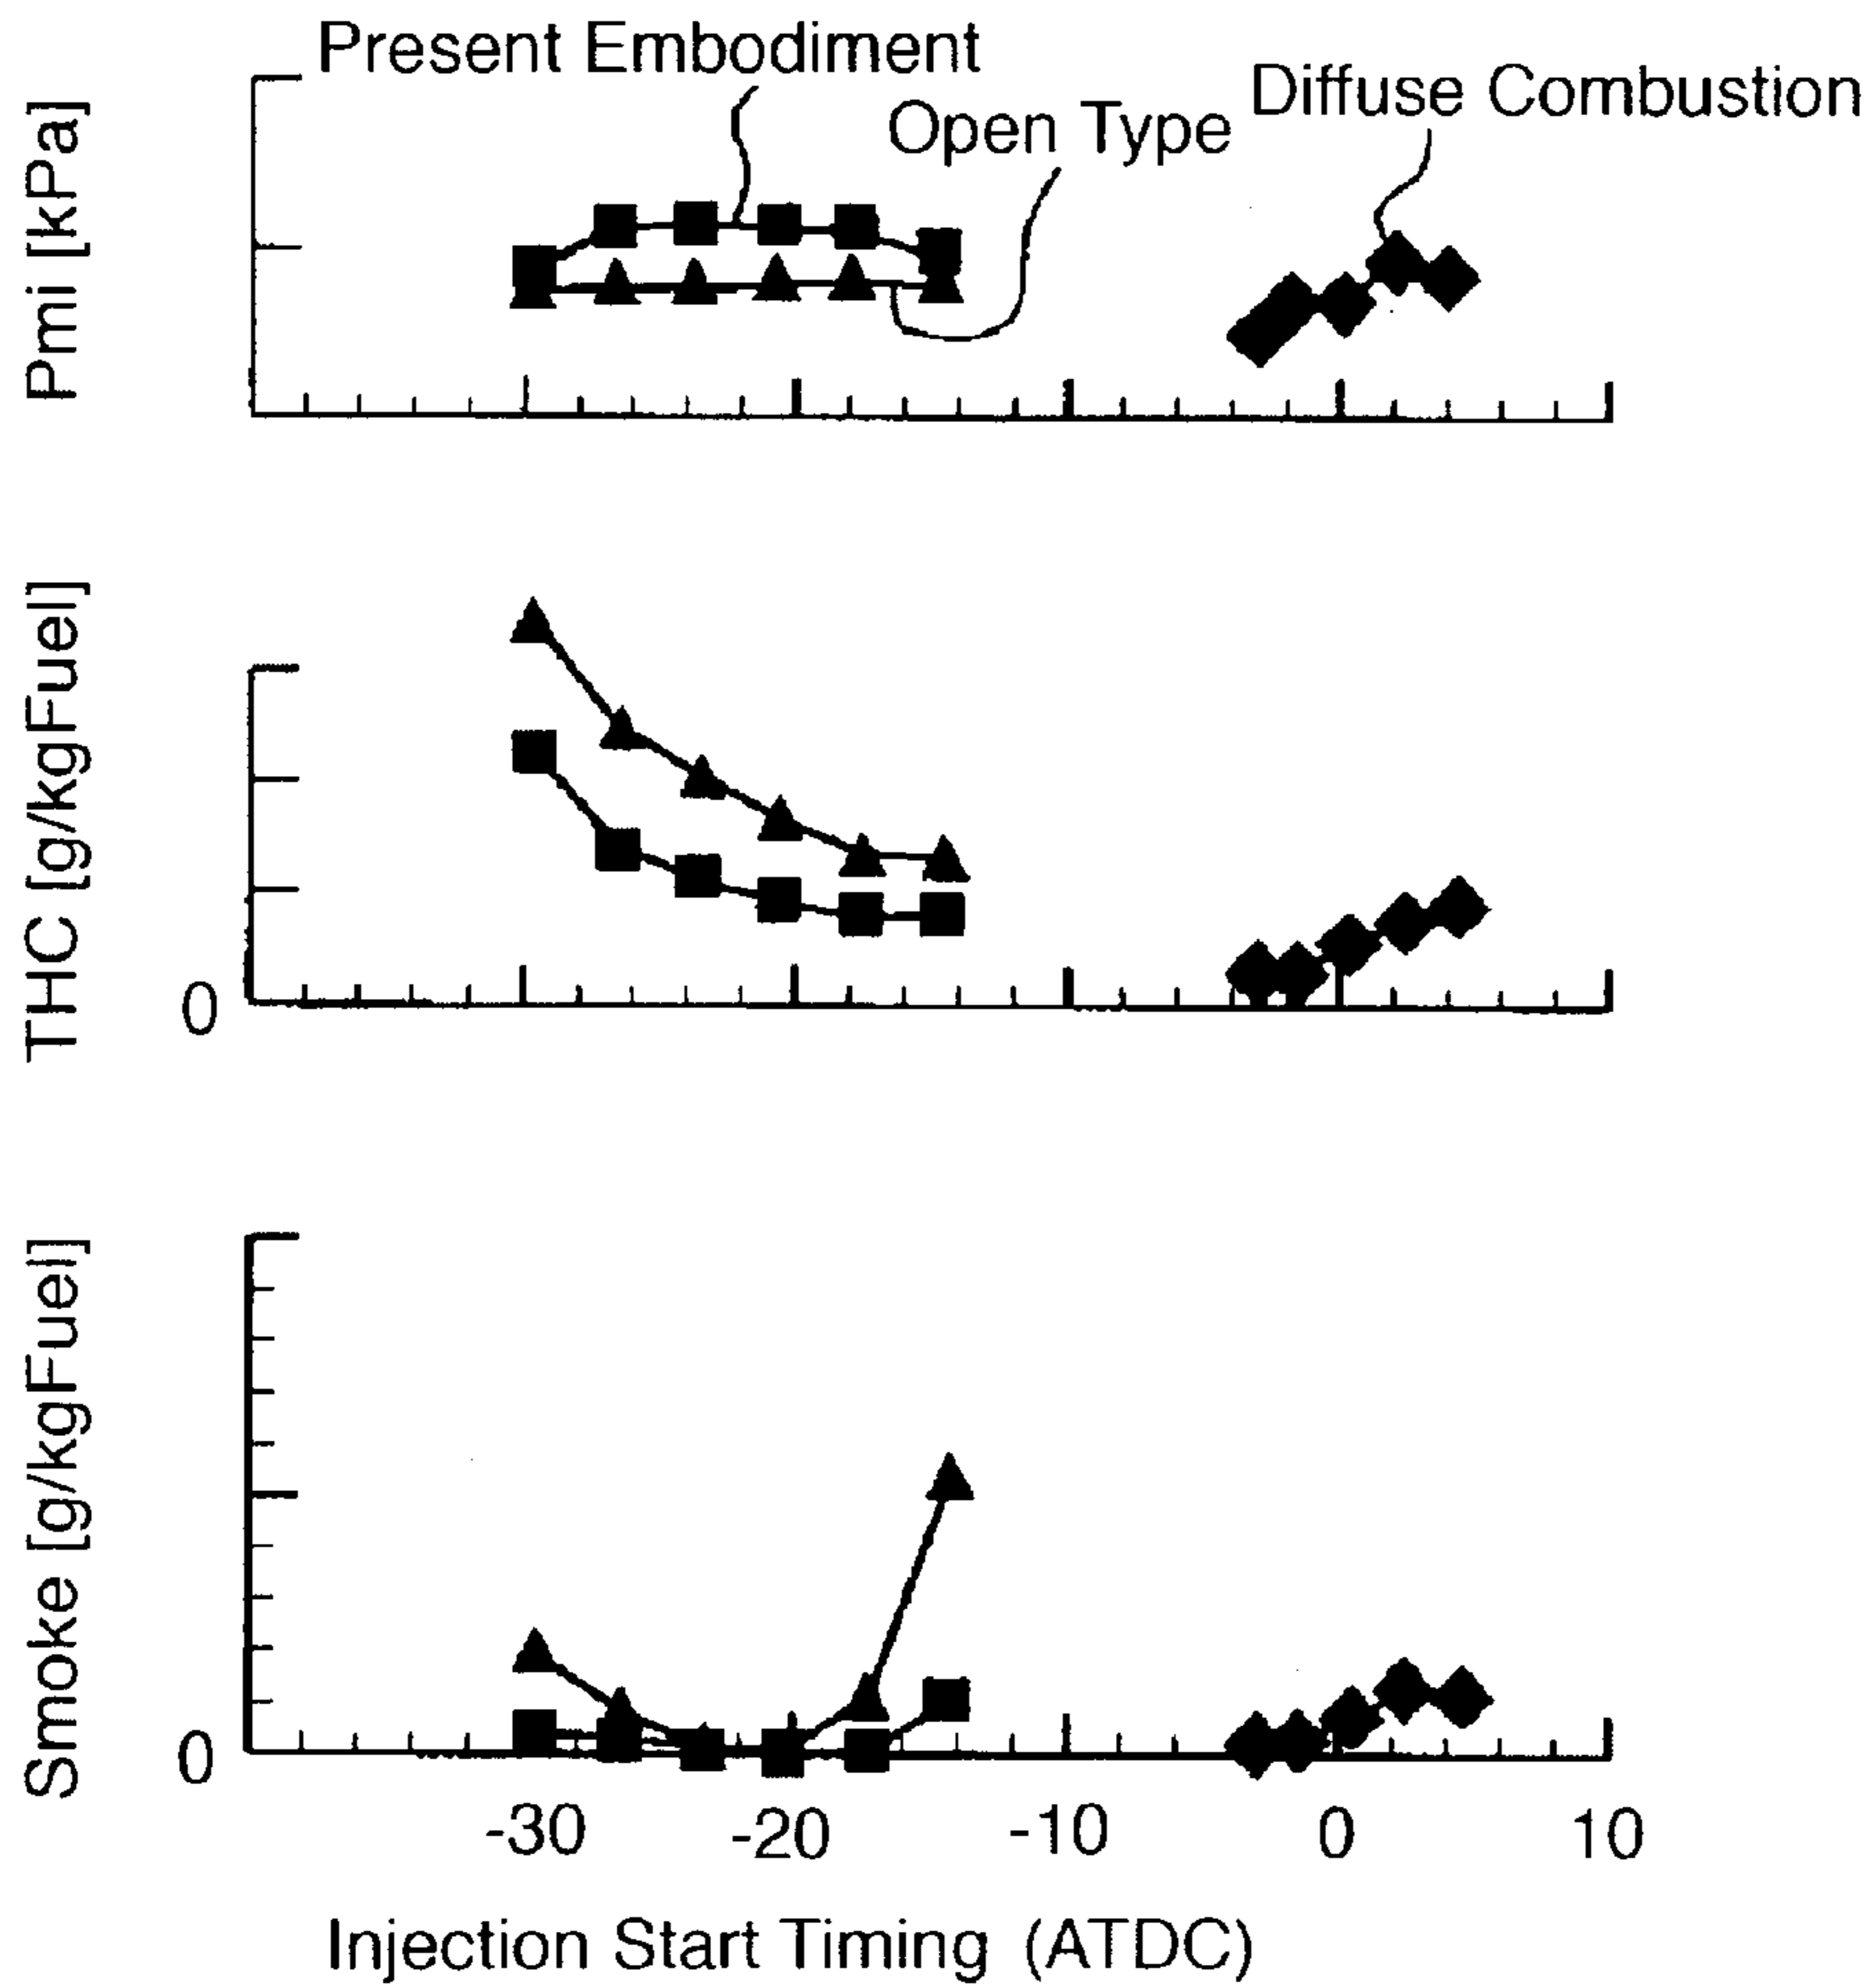 Present Embodiment
Diffuse Combustion
Open Type
Pmi [kPa]
THC [g/kgFuel]
0
Smoke [g/kgFuel]
0
-30 -20 -10 0 10
Injection Start Timing (ATDC)